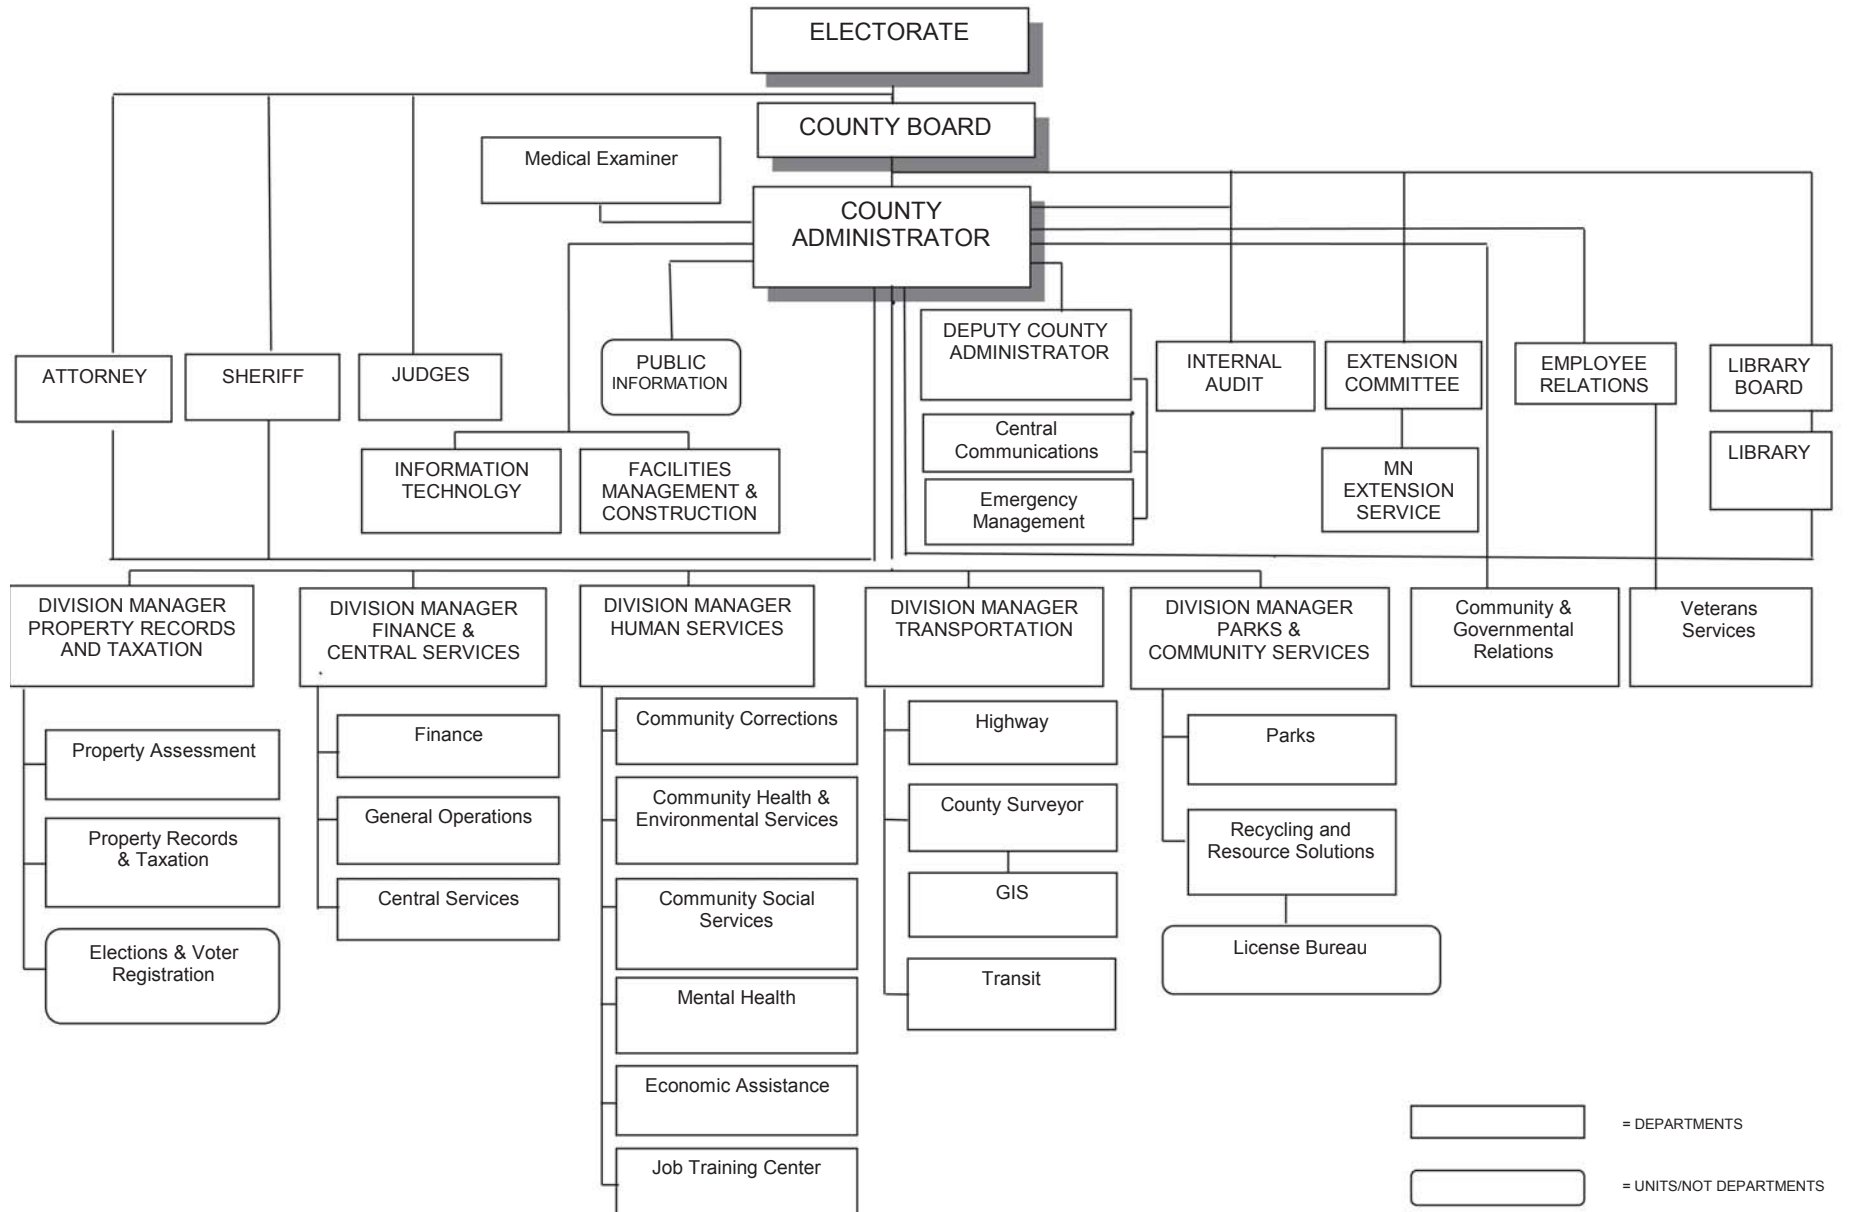 ELECTORATE
COUNTY BOARD
Medical Examiner
COUNTY
ADMINISTRATOR
ATTORNEY
SHERIFF
JUDGES
PUBLIC
INFORMATION
DEPUTY COUNTY
ADMINISTRATOR
INTERNAL
AUDIT
EXTENSION
COMMITTEE
EMPLOYEE
RELATIONS
LIBRARY
BOARD
Central
Communications
Emergency
Management
INFORMATION
TECHNOLGY
FACILITIES
MANAGEMENT &
CONSTRUCTION
MN
EXTENSION
SERVICE
LIBRARY
DIVISION MANAGER
PROPERTY RECORDS
AND TAXATION
DIVISION MANAGER
FINANCE &
CENTRAL SERVICES
DIVISION MANAGER
HUMAN SERVICES
DIVISION MANAGER
TRANSPORTATION
DIVISION MANAGER
PARKS &
COMMUNITY SERVICES
Community &
Governmental
Relations
Veterans
Services
Property Assessment
Property Records
& Taxation
Elections & Voter
Registration
Finance
General Operations
Central Services
Community Corrections
Community Health &
Environmental Services
Community Social
Services
Mental Health
Economic Assistance
Job Training Center
Highway
County Surveyor
GIS
Transit
Parks
Recycling and
Resource Solutions
License Bureau
= DEPARTMENTS
= UNITS/NOT DEPARTMENTS